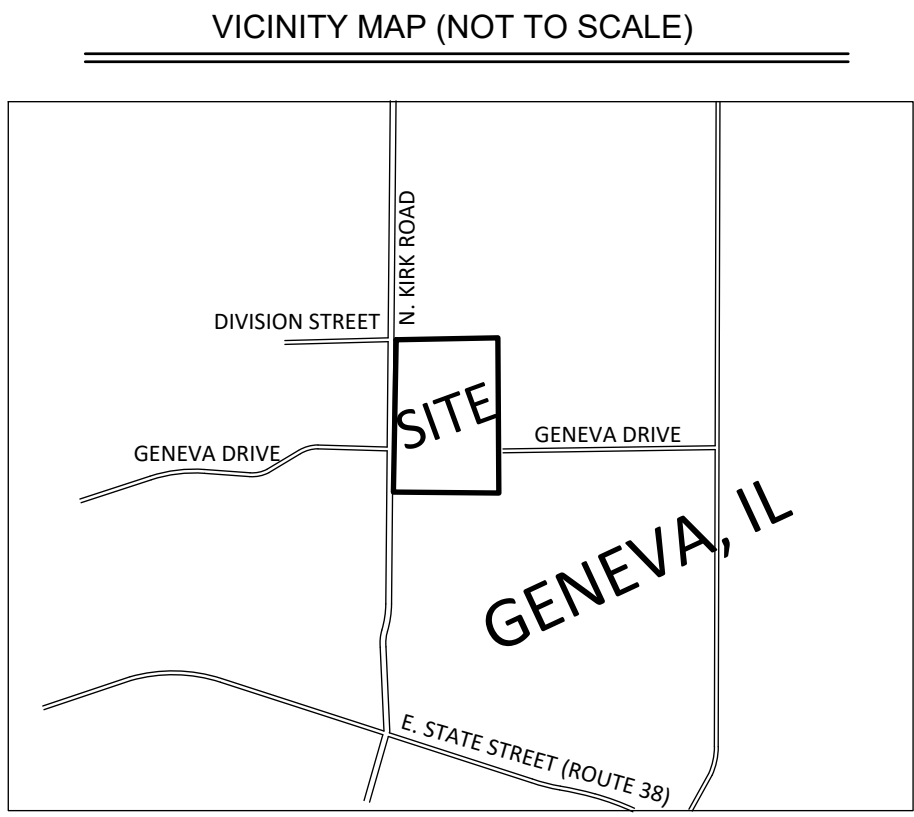 VICINITY MAP (NOT TO SCALE)
N. KIRK ROAD
DIVISION STREET
SITE
GENEVA DRIVE
GENEVA DRIVE
GENEVA, IL
E. STATE STREET (ROUTE 38)